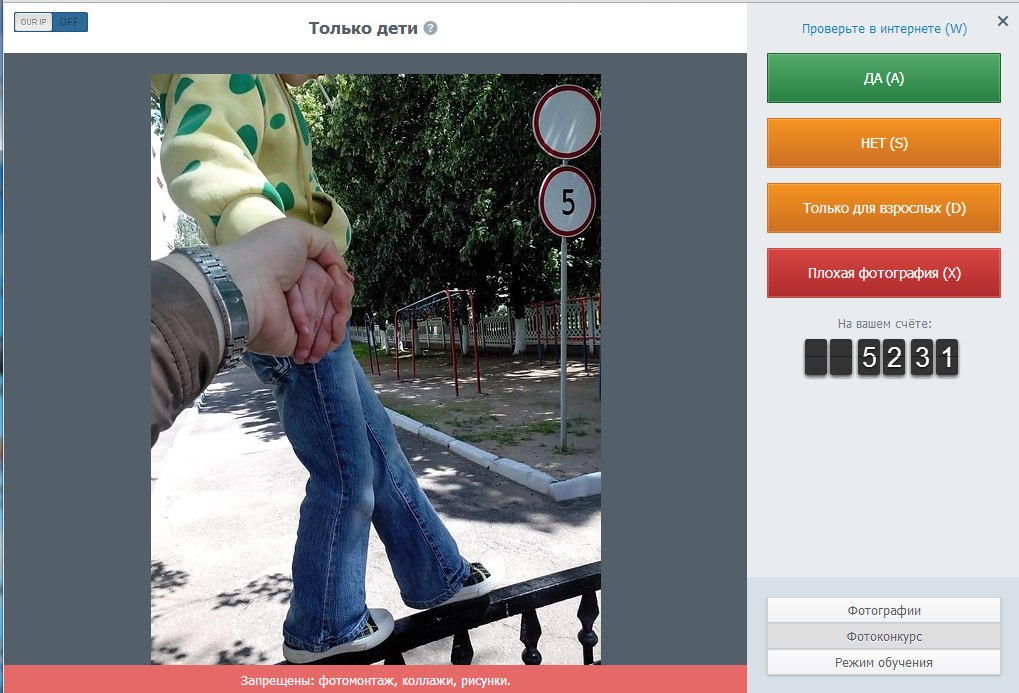 OUR IP OFF
Только дети ?
Проверьте в интернете (W)
ДА (A)
НЕТ (S)
Только для взрослых (D)
Плохая фотография (X)
На вашем счёте:
5231
5
Фотографии
Фотоконкурс
Режим обучения
Запрещены: фотомонтаж, коллажи, рисунки.